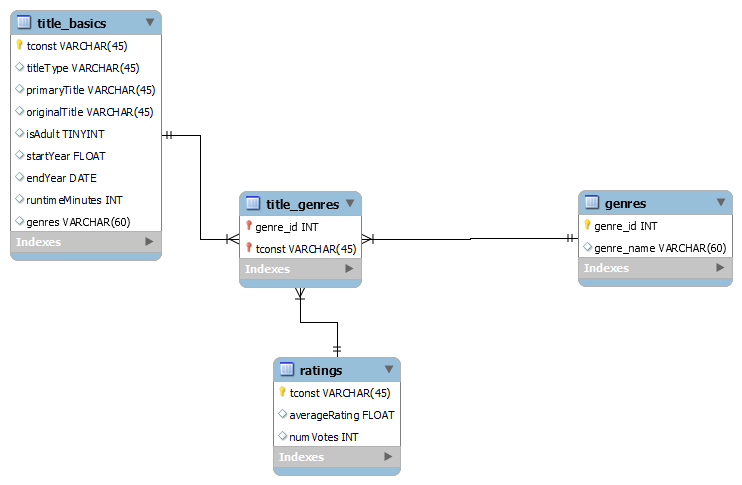 title_basics
tconst VARCHAR(45)
titleType VARCHAR(45)
primaryTitle VARCHAR(45)
originalTitle VARCHAR(45)
isAdult TINYINT
startYear FLOAT
endYear DATE
runtimeMinutes INT
genres VARCHAR(60)
Indexes
title_genres
genre_id INT
tconst VARCHAR(45)
Indexes
genres
genre_id INT
genre_name VARCHAR(60)
Indexes
ratings
tconst VARCHAR(45)
averageRating FLOAT
numVotes INT
Indexes